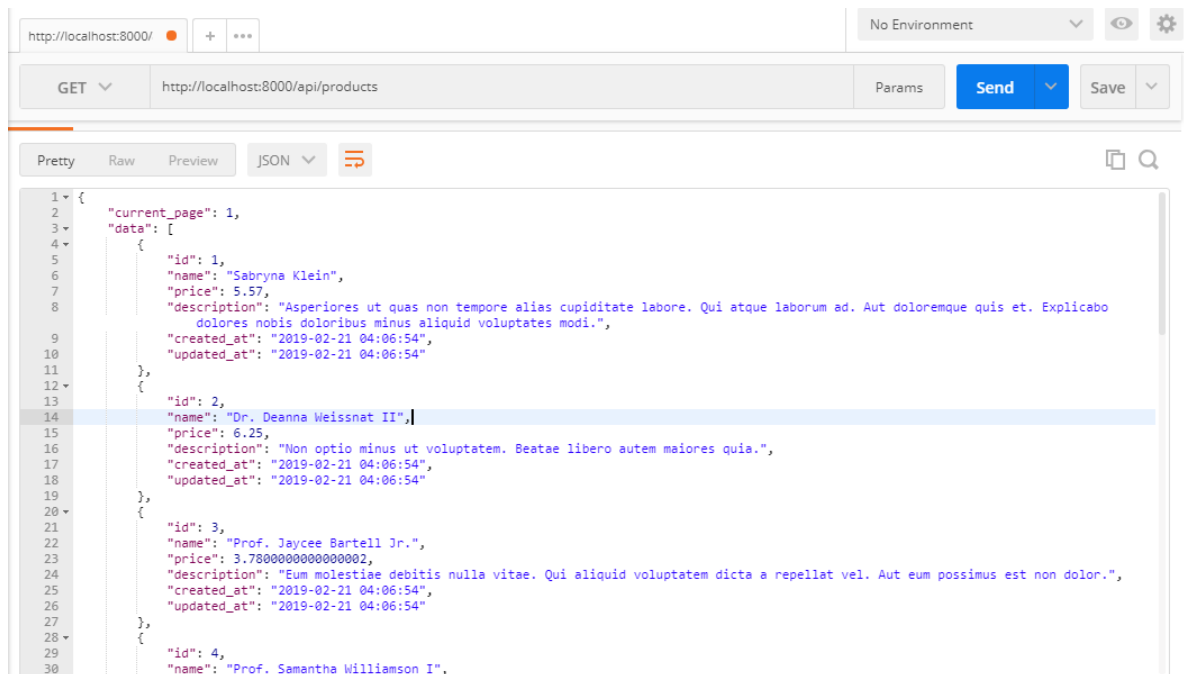 http://localhost:8000/
No Environment
GET http://localhost:8000/api/products Params Send Save
Pretty Raw Preview JSON
1 {
2 "current_page": 1,
3 "data": [
4 {
5 "id": 1,
6 "name": "Sabryna Klein",
7 "price": 5.57,
8 "description": "Asperiores ut quas non tempore alias cupiditate labore. Qui atque laborum ad. Aut doloremque quis et. Explicabo
dolores nobis doloribus minus aliquid voluptates modi.",
9 "created_at": "2019-02-21 04:06:54",
10 "updated_at": "2019-02-21 04:06:54"
11 },
12 {
13 "id": 2,
14 "name": "Dr. Deanna Weissnat II",
15 "price": 6.25,
16 "description": "Non optio minus ut voluptatem. Beatae libero autem maiores quia.",
17 "created_at": "2019-02-21 04:06:54",
18 "updated_at": "2019-02-21 04:06:54"
19 },
20 {
21 "id": 3,
22 "name": "Prof. Jaycee Bartell Jr.",
23 "price": 3.7800000000000002,
24 "description": "Eum molestiae debitis nulla vitae. Qui aliquid voluptatem dicta a repellat vel. Aut eum possimus est non dolor.",
25 "created_at": "2019-02-21 04:06:54",
26 "updated_at": "2019-02-21 04:06:54"
27 },
28 {
29 "id": 4,
30 "name": "Prof. Samantha Williamson I",